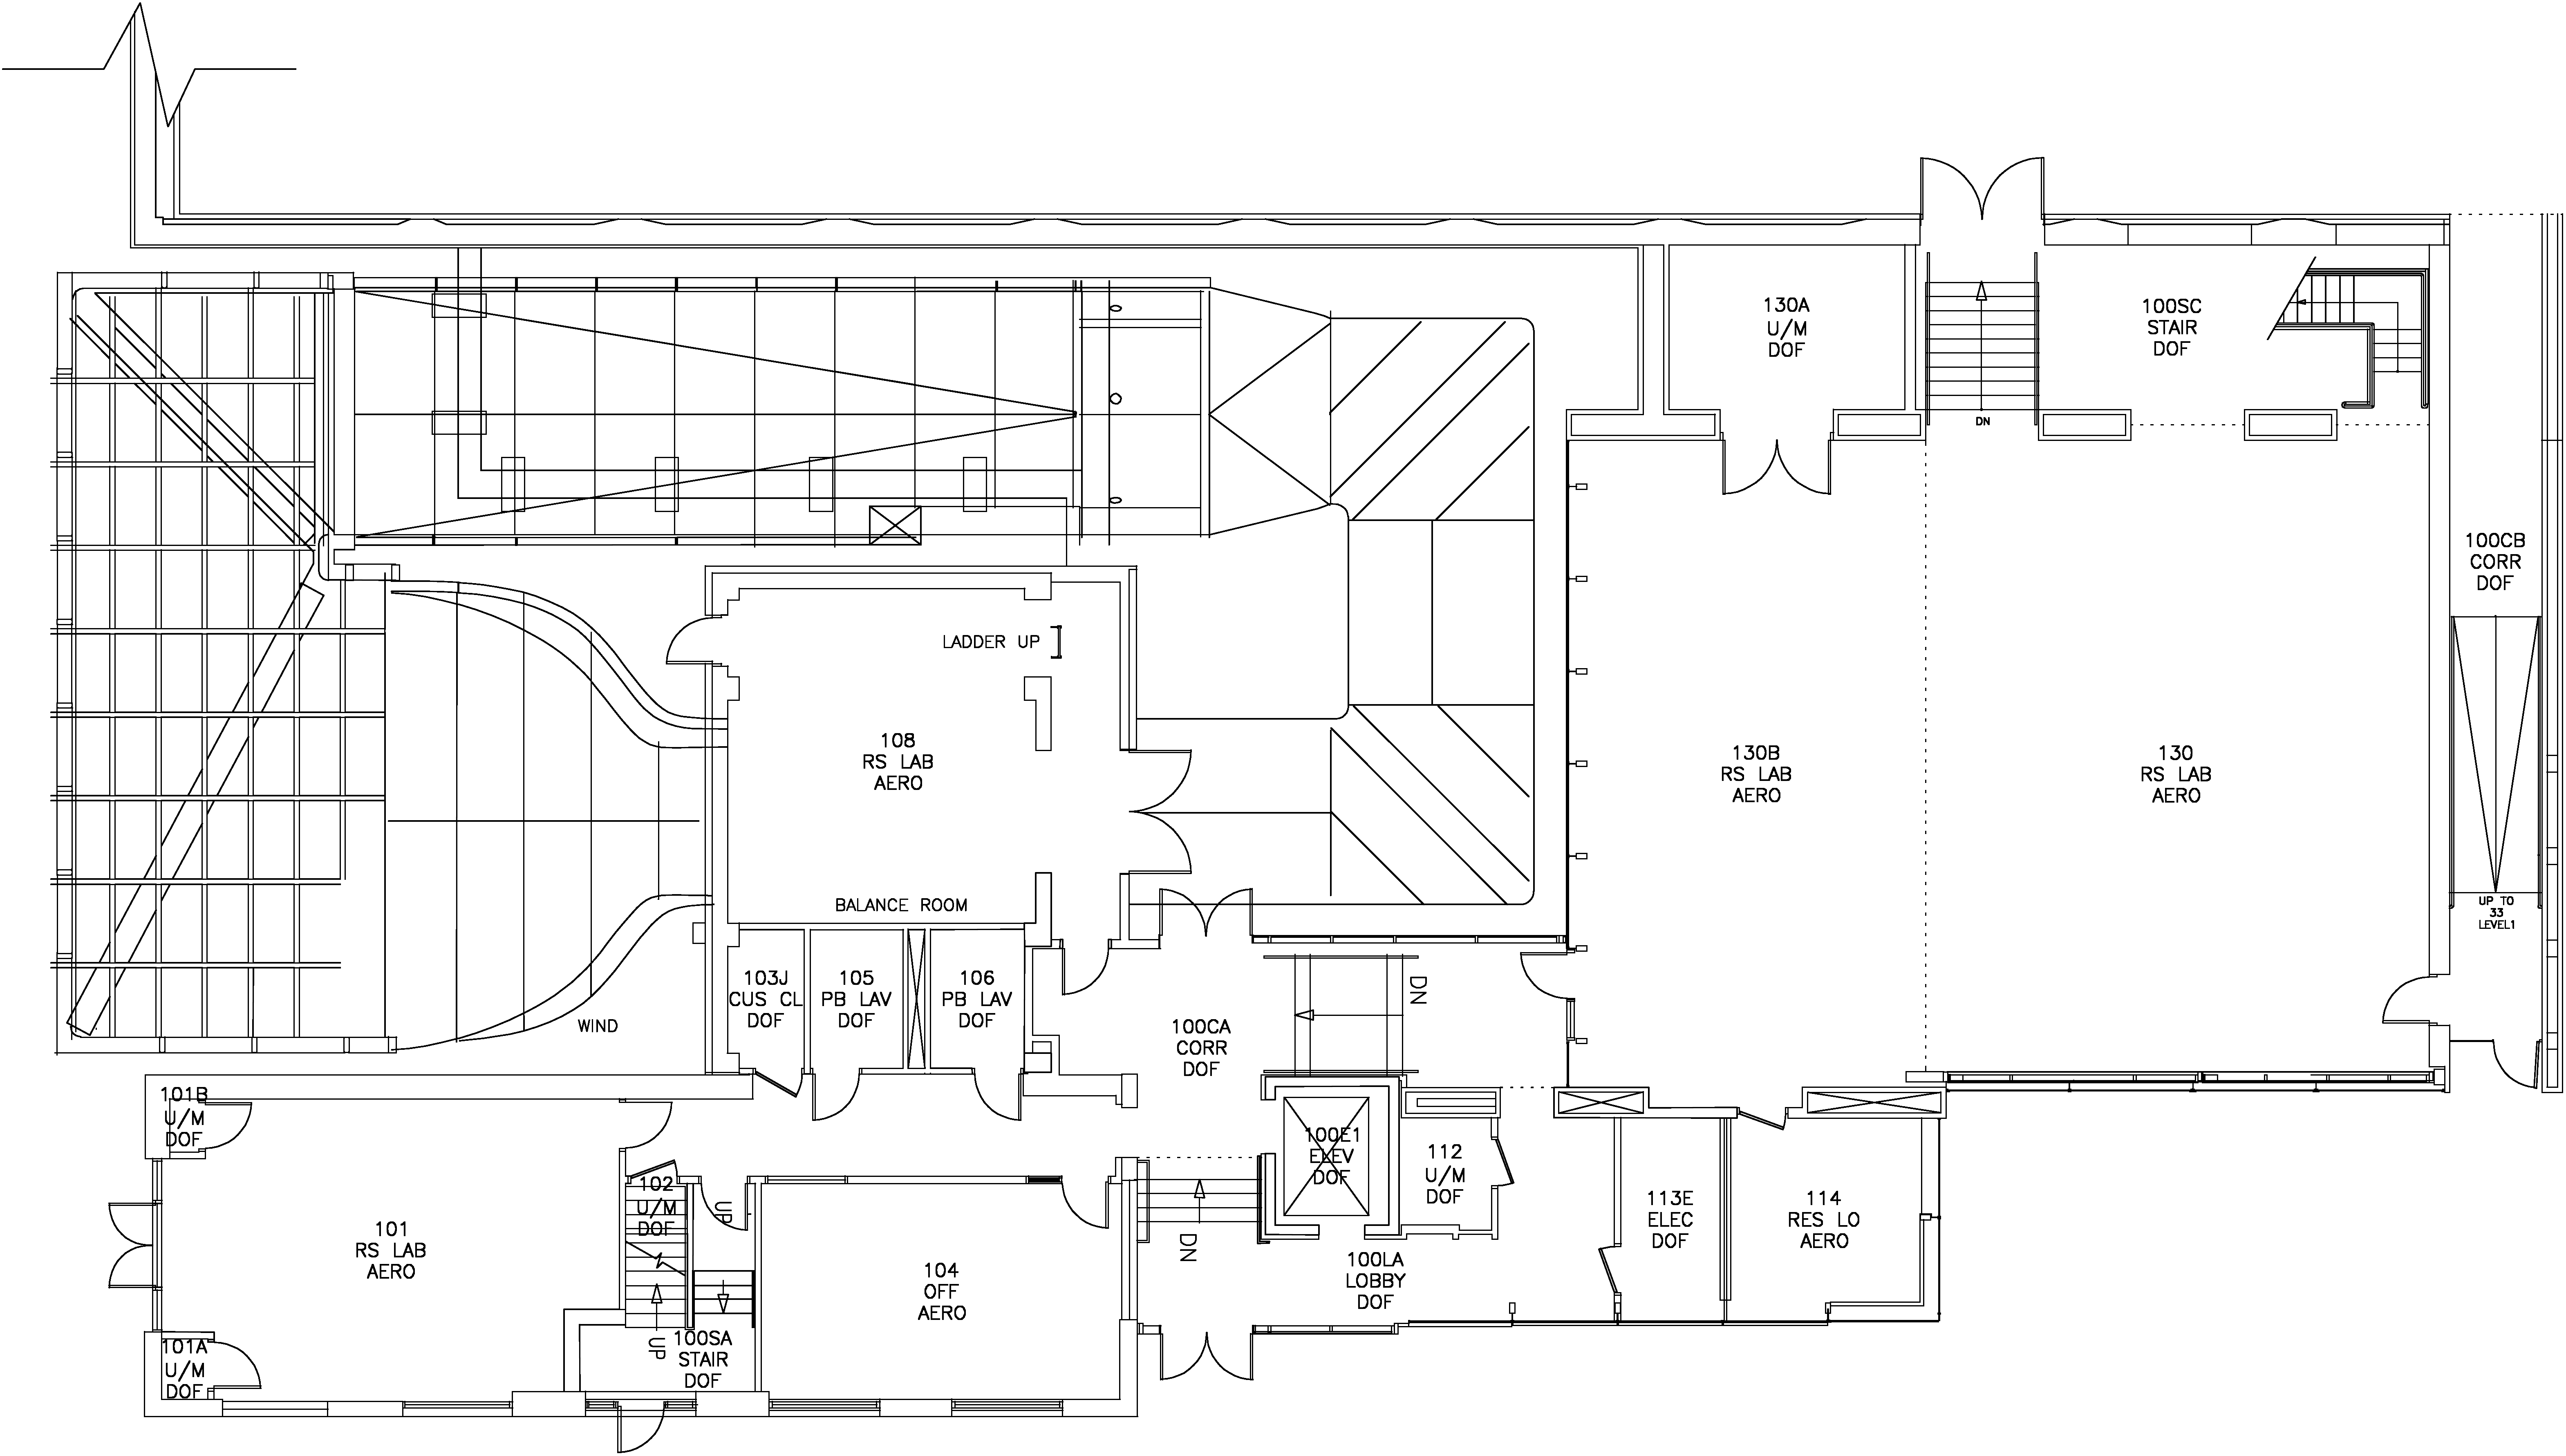 130A
U/M
DOF
100SC
STAIR
DOF
DN
100CB
CORR
DOF
LADDER UP
108
RS LAB
AERO
130B
RS LAB
AERO
130
RS LAB
AERO
BALANCE ROOM
UP TO
33
LEVEL1
103J
CUS CL
DOF
105
PB LAV
DOF
106
PB LAV
DOF
WIND
100CA
CORR
DOF
DN
101B
U/M
DOF
100E1
ELEV
DOF
112
U/M
DOF
102
U/M
DOF
UP
113E
ELEC
DOF
114
RES LO
AERO
101
RS LAB
AERO
DN
104
OFF
AERO
100LA
LOBBY
DOF
101A
U/M
DOF
UP
100SA
STAIR
DOF